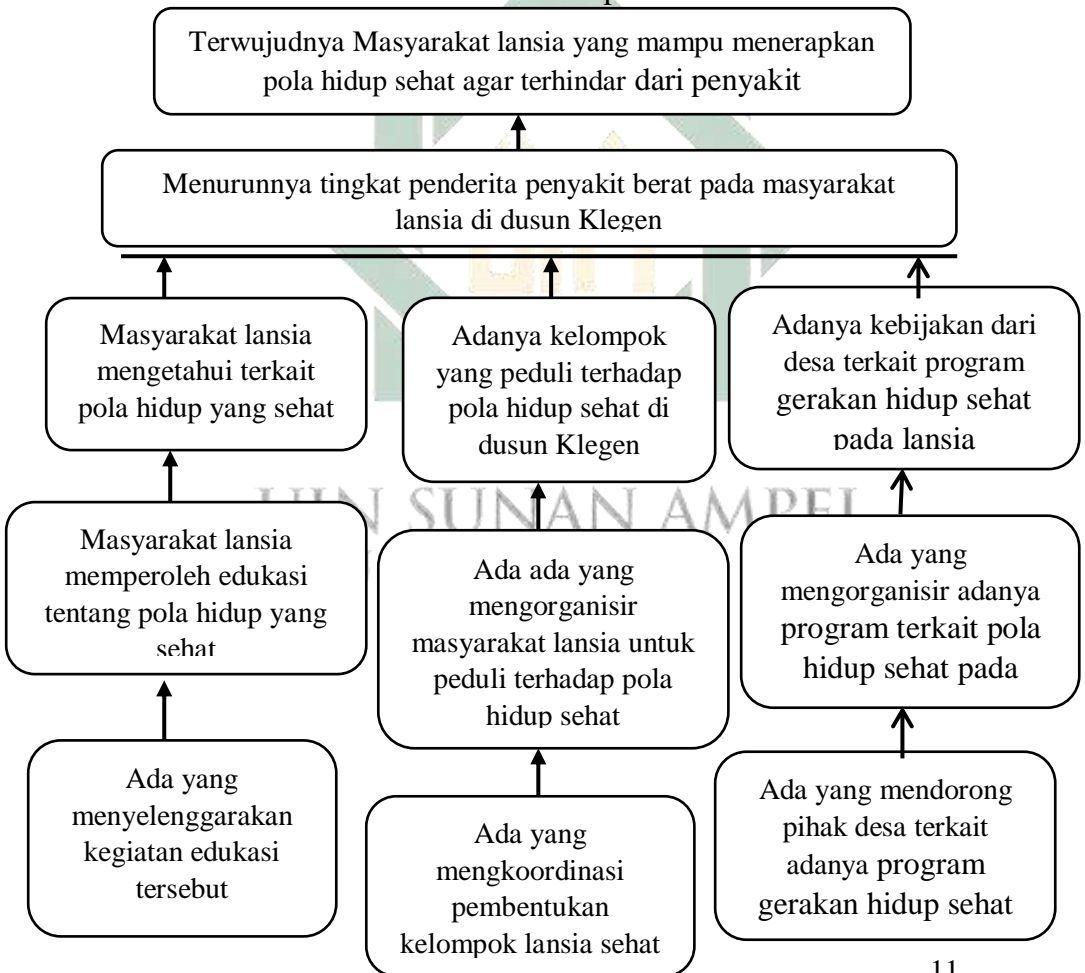 Terwujudnya Masyarakat lansia yang mampu menerapkan
pola hidup sehat agar terhindar dari penyakit
Menurunnya tingkat penderita penyakit berat pada masyarakat
lansia di dusun Klegen
Masyarakat lansia
mengetahui terkait
pola hidup yang sehat
Adanya kelompok
yang peduli terhadap
pola hidup sehat di
dusun Klegen
Adanya kebijakan dari
desa terkait program
gerakan hidup sehat
pada lansia
UIN SUNAN AMPEL
Masyarakat lansia
memperoleh edukasi
tentang pola hidup yang
sehat
Ada ada yang
mengorganisir
masyarakat lansia untuk
peduli terhadap pola
hidup sehat
Ada yang
mengorganisir adanya
program terkait pola
hidup sehat pada
Ada yang
menyelenggarakan
kegiatan edukasi
tersebut
Ada yang
mengkoordinasi
pembentukan
kelompok lansia sehat
Ada yang mendorong
pihak desa terkait
adanya program
gerakan hidup sehat
11